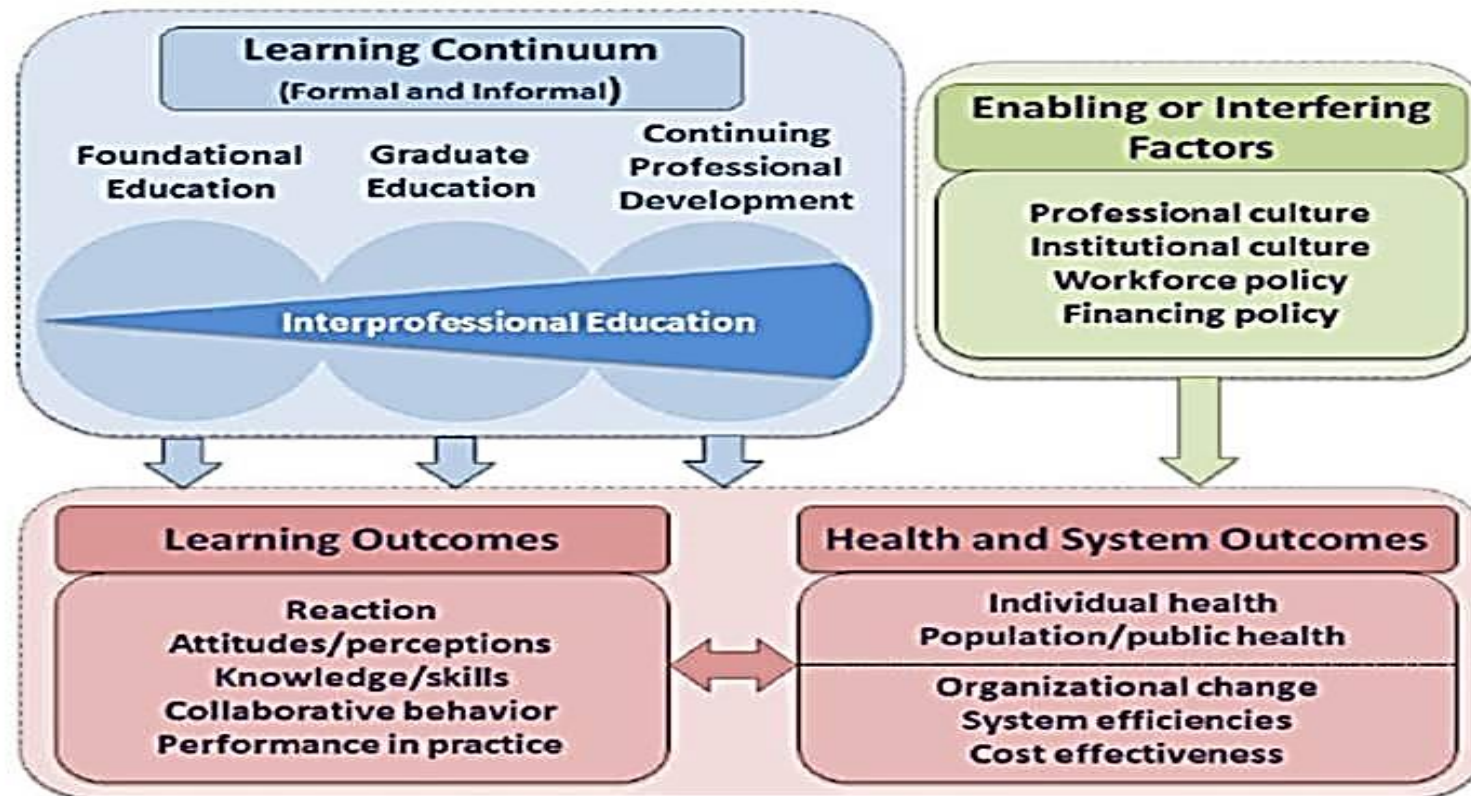 Learning Continuum
(Formal and Informal)
Foundational
Education
Graduate
Education
Continuing
Professional
Development
Interprofessional Education
Enabling or Interfering
Factors
Professional culture
Institutional culture
Workforce policy
Financing policy
Learning Outcomes
Reaction
Attitudes/perceptions
Knowledge/skills
Collaborative behavior
Performance in practice
Health and System Outcomes
Individual health
Population/public health
Organizational change
System efficiencies
Cost effectiveness